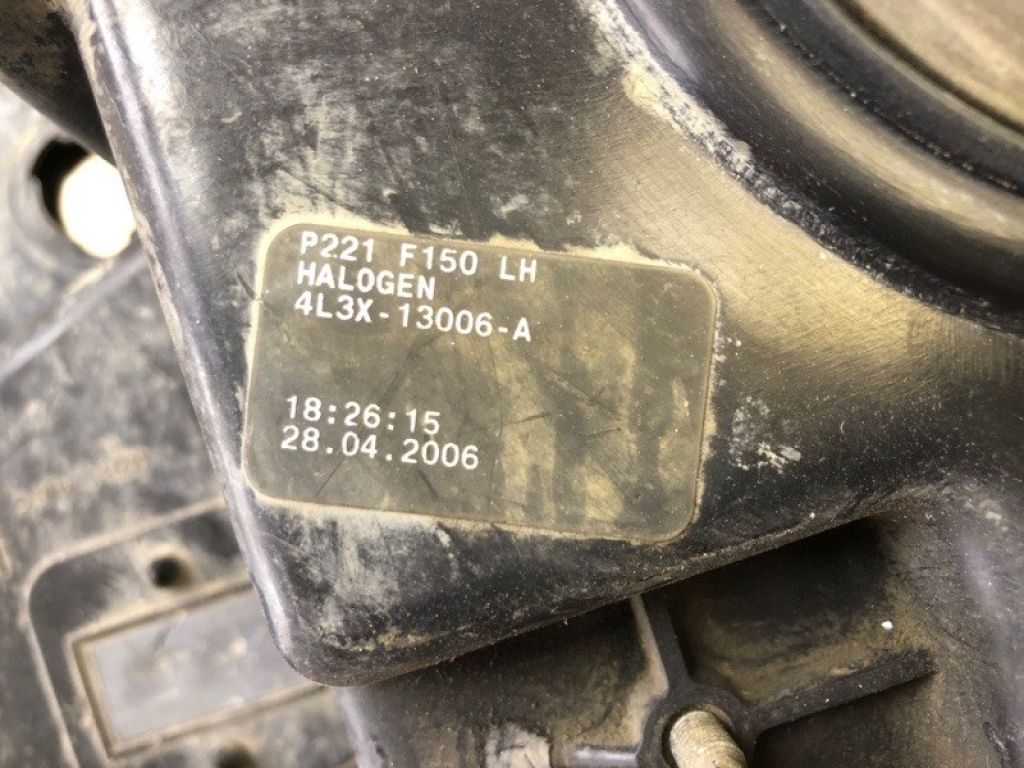 P221 F150 LH
HALOGEN
4L3X-13006-A
18:26:15
28.04.2006